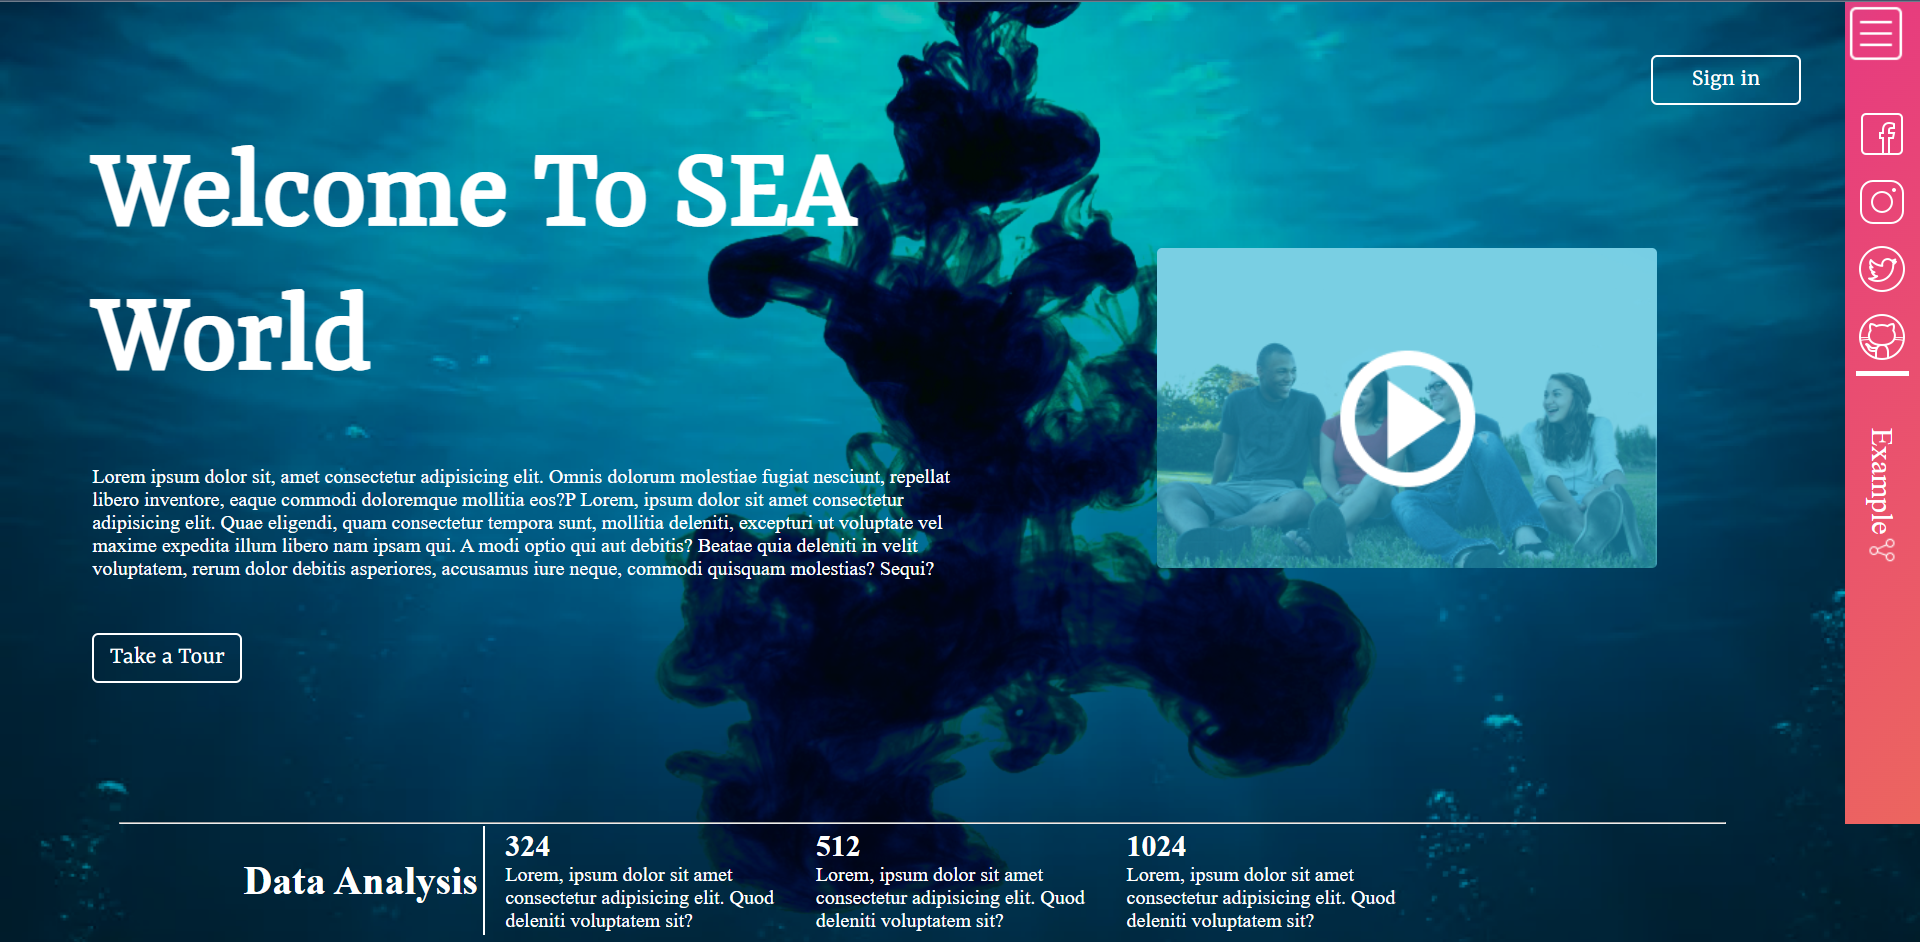 Sign in
Welcome To SEA
World
Lorem ipsum dolor sit, amet consectetur adipisicing elit. Omnis dolorum molestiae fugiat nesciunt, repellat
libero inventore, eaque commodi doloremque mollitia eos?P Lorem, ipsum dolor sit amet consectetur
adipisicing elit. Quae eligendi, quam consectetur tempora sunt, mollitia deleniti, excepturi ut voluptate vel
maxime expedita illum libero nam ipsam qui. A modi optio qui aut debitis? Beatae quia deleniti in velit
voluptatem, rerum dolor debitis asperiores, accusamus iure neque, commodi quisquam molestias? Sequi?
Take a Tour
Example
Data Analysis
324
Lorem, ipsum dolor sit amet
consectetur adipisicing elit. Quod
deleniti voluptatem sit?
512
Lorem, ipsum dolor sit amet
consectetur adipisicing elit. Quod
deleniti voluptatem sit?
1024
Lorem, ipsum dolor sit amet
consectetur adipisicing elit. Quod
deleniti voluptatem sit?